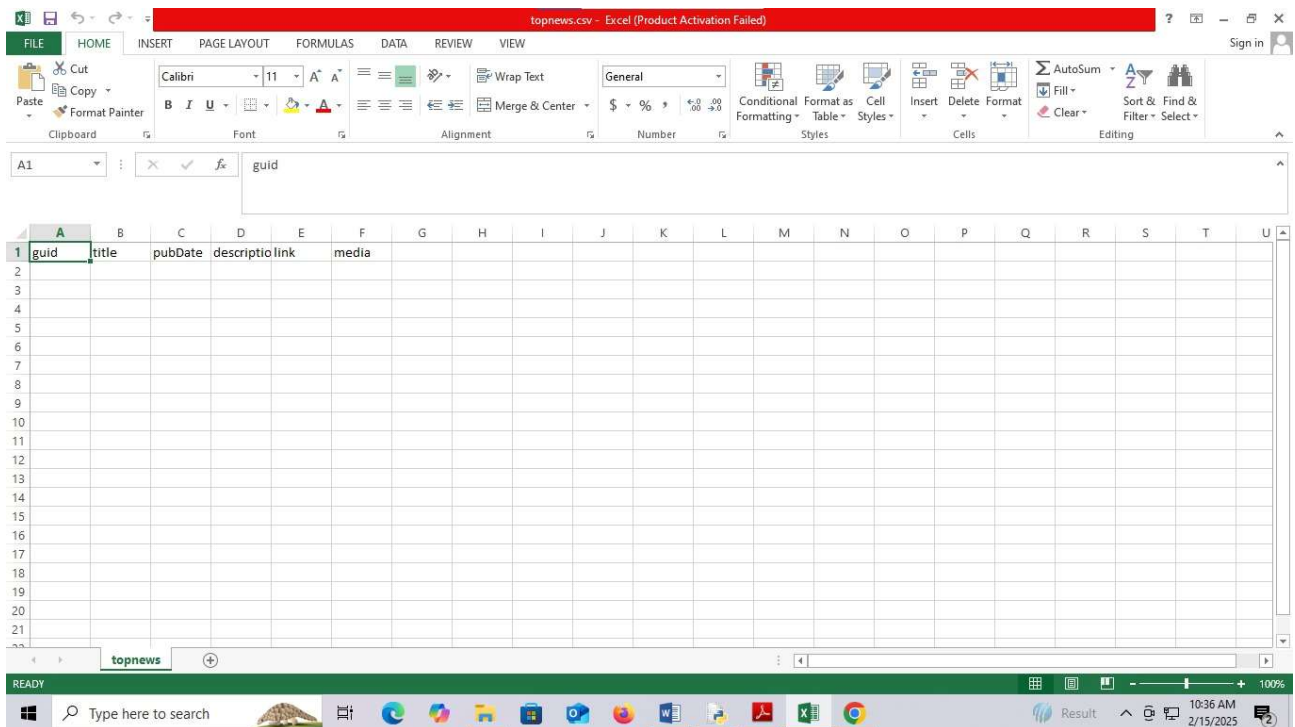 topnews.csv - Excel (Product Activation Failed)
FILE HOME INSERT PAGE LAYOUT FORMULAS DATA REVIEW VIEW Sign in
Paste
Cut
Copy
Format Painter
Clipboard
Calibri 11
B I U
Font
Wrap Text
Merge & Center
Alignment
General
$ % ,
Number
Conditional Formatting
Format as Table
Cell Styles
Styles
Insert Delete Format
Cells
AutoSum
Fill
Clear
Sort & Filter
Find & Select
Editing
A1 fx guid
A B C D E F G H I J K L M N O P Q R S T U
1 guid title pubDate descriptio link media
2
3
4
5
6
7
8
9
10
11
12
13
14
15
16
17
18
19
20
21
topnews
READY 100%
Type here to search Result 10:36 AM
2/15/2025